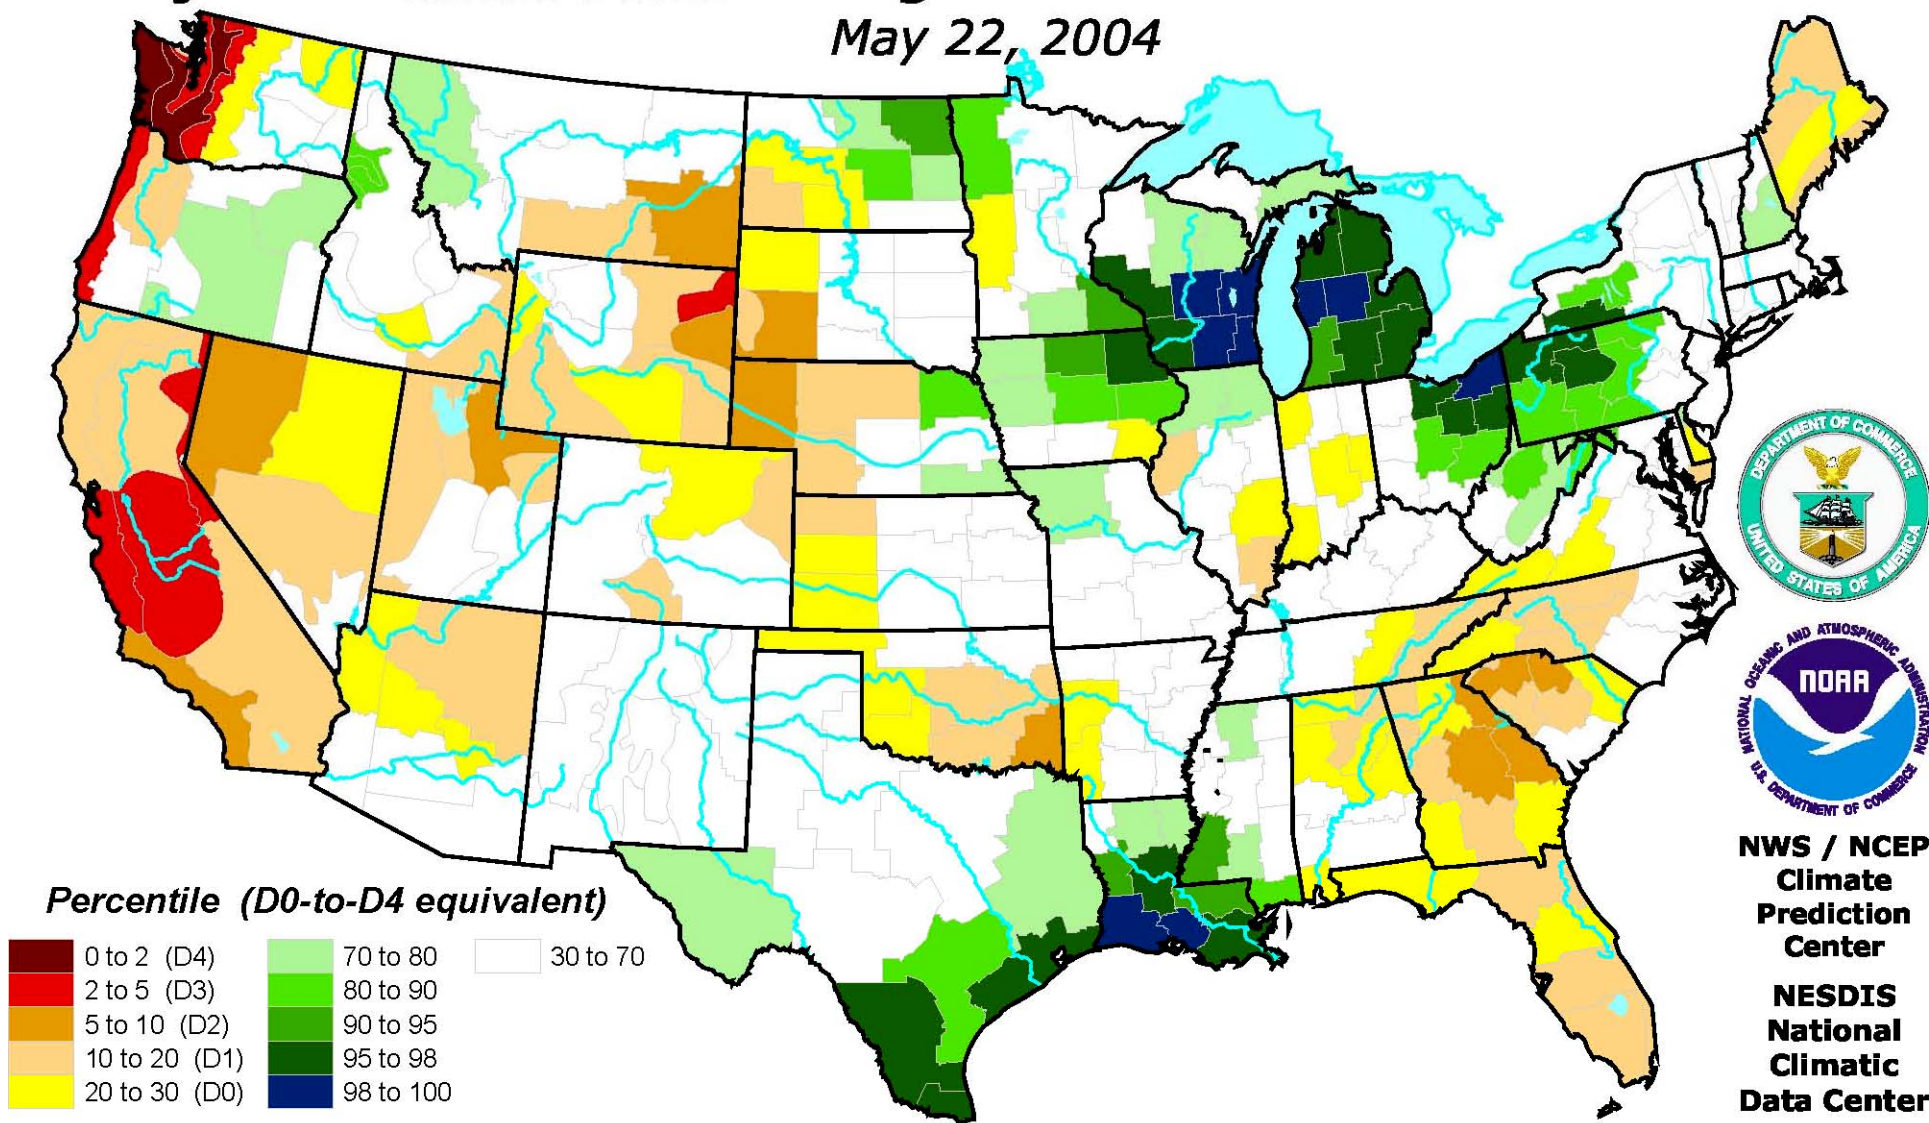 May 22, 2004
DEPARTMENT OF COMMERCE
UNITED STATES OF AMERICA
NATIONAL OCEANIC AND ATMOSPHERIC ADMINISTRATION
NOAA
U.S. DEPARTMENT OF COMMERCE
NWS / NCEP
Climate
Prediction
Center
NESDIS
National
Climatic
Data Center
Percentile (D0-to-D4 equivalent)
0 to 2 (D4)
2 to 5 (D3)
5 to 10 (D2)
10 to 20 (D1)
20 to 30 (D0)
70 to 80
80 to 90
90 to 95
95 to 98
98 to 100
30 to 70